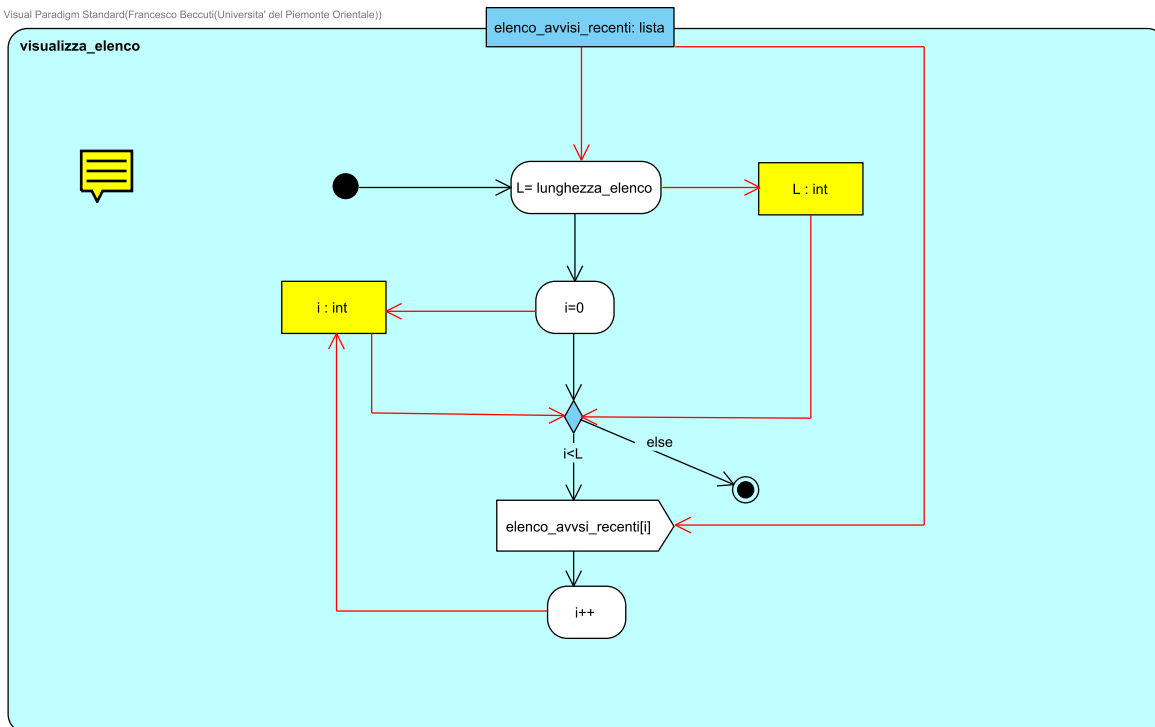 Visual Paradigm Standard(Francesco Beccuti(Universita' del Piemonte Orientale))
elenco_avvisi_recenti: lista
visualizza_elenco
L= lunghezza_elenco
L : int
i : int
i=0
else
i<L
elenco_avvsi_recenti[i]
i++